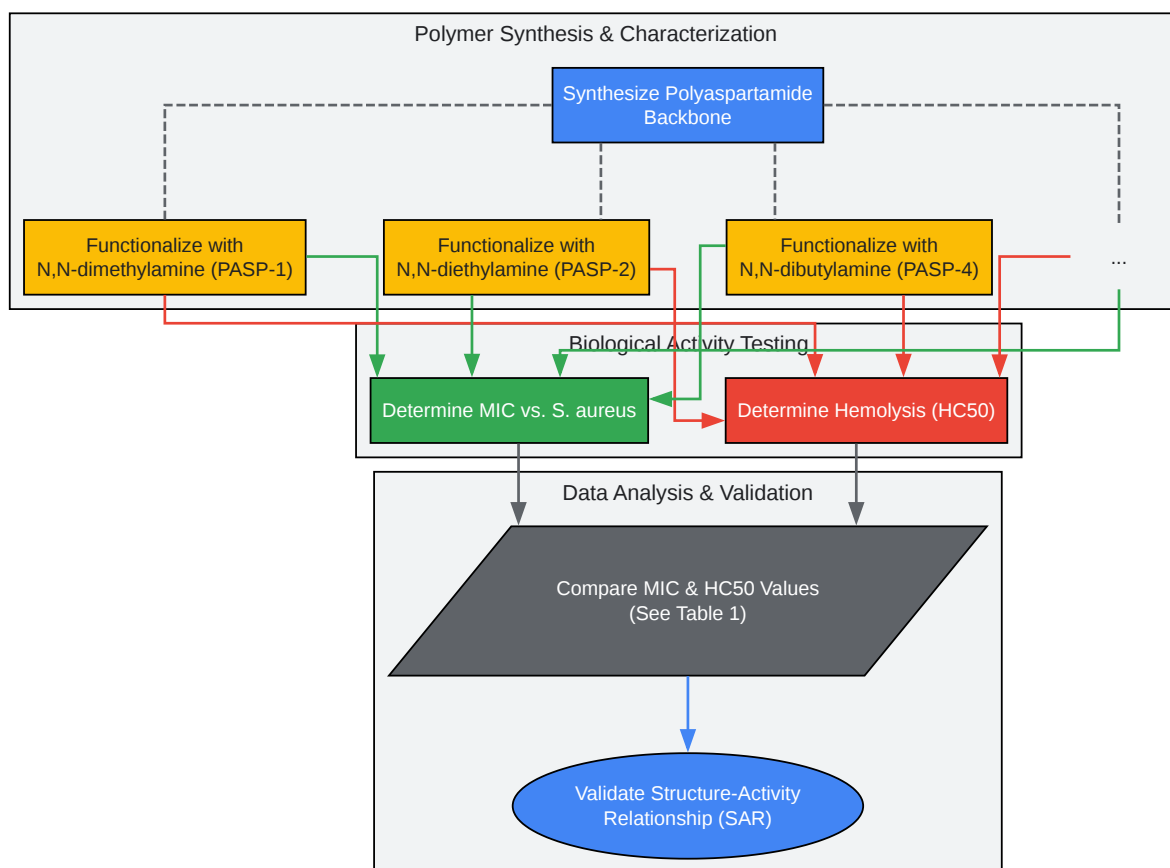 Polymer Synthesis & Characterization
Synthesize Polyaspartamide
Backbone
Functionalize with
N,N-dimethylamine (PASP-1)
Functionalize with
N,N-diethylamine (PASP-2)
Functionalize with
N,N-dibutylamine (PASP-4)
...
Biological Activity Testing
Determine MIC vs. S. aureus
Determine Hemolysis (HC50)
Data Analysis & Validation
Compare MIC & HC50 Values
(See Table 1)
Validate Structure-Activity
Relationship (SAR)